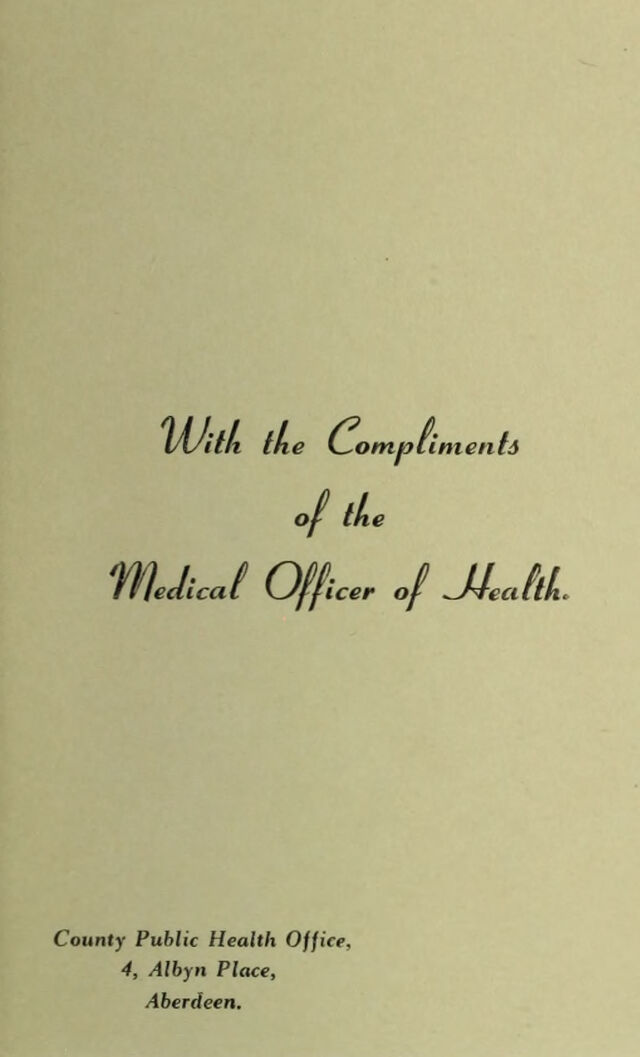 With the Compliments
of the
Medical Officer of Health.
County Public Health Office,
4, Albyn Place,
Aberdeen.